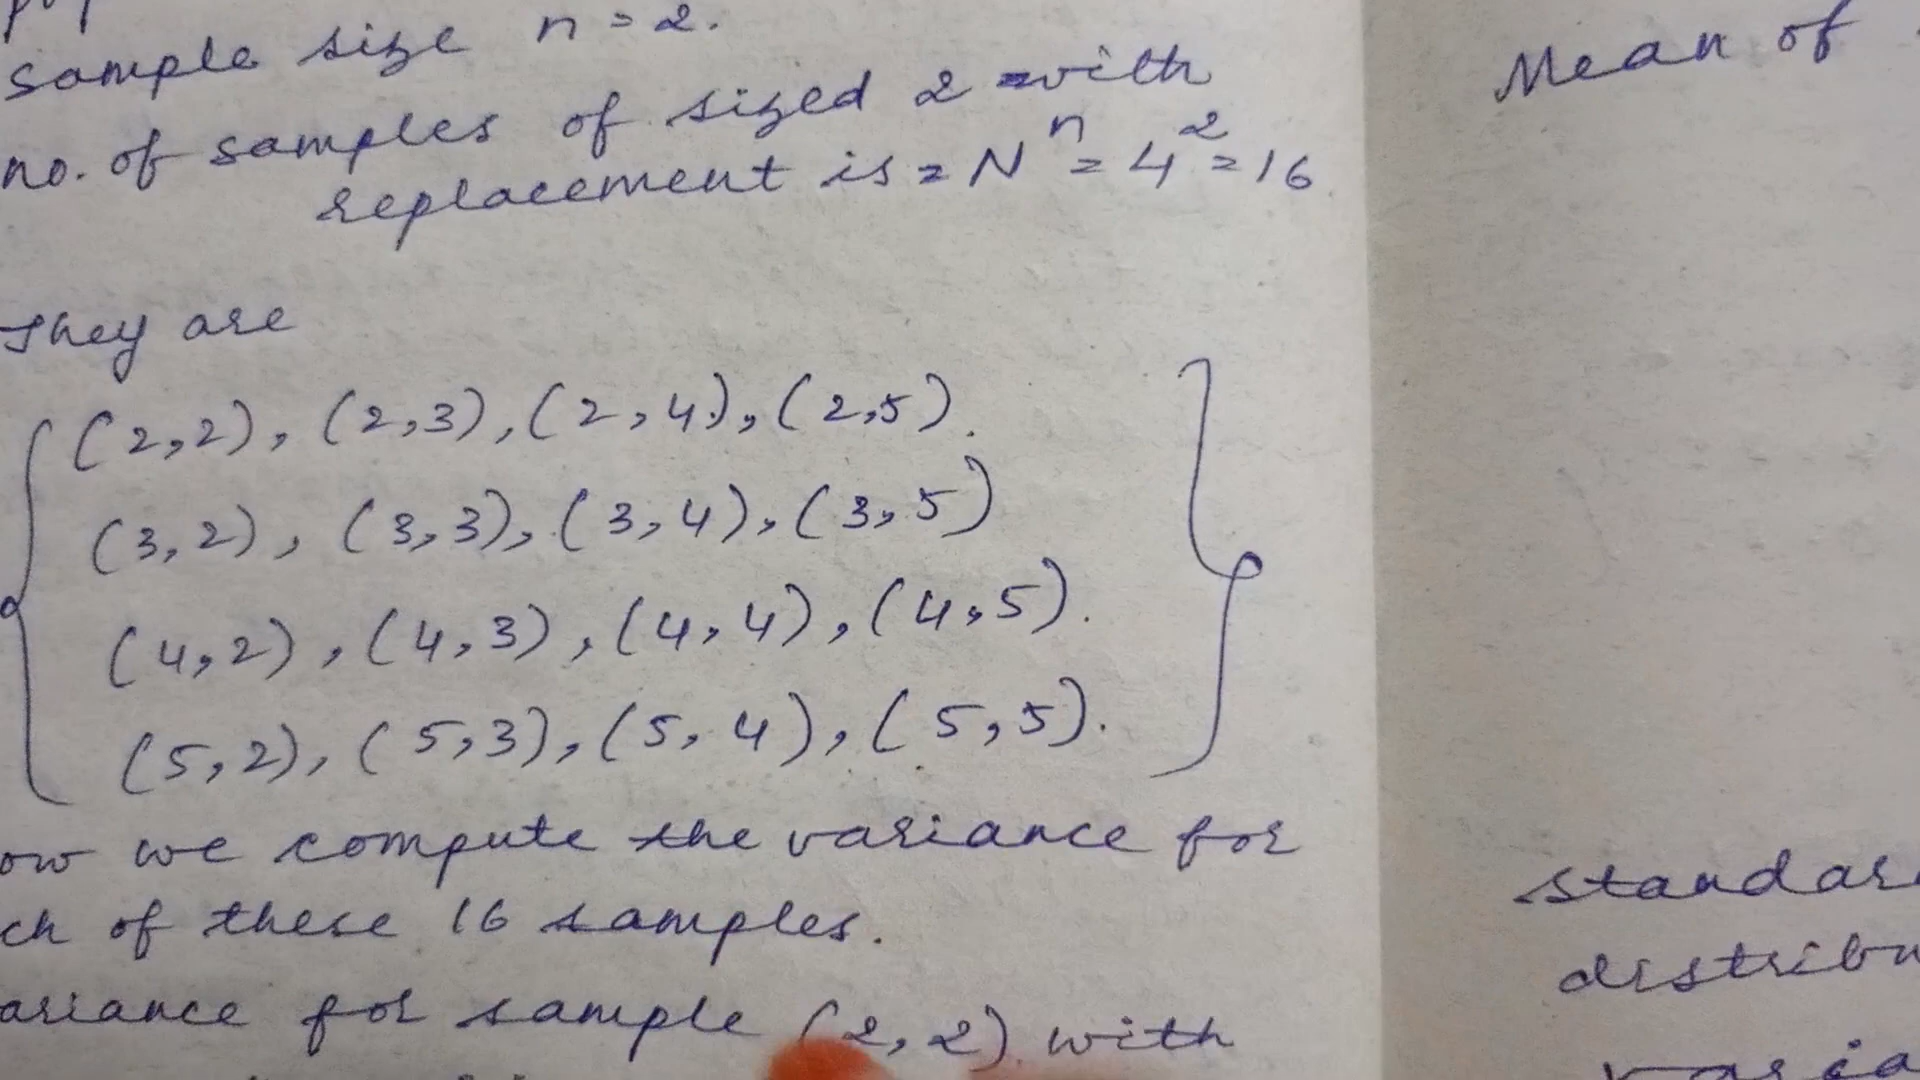 sample size n = 2.
no. of samples of sized 2 with
replacement is = N^n = 4^2 = 16
They are
(2,2), (2,3), (2,4), (2,5).
(3,2), (3,3), (3,4), (3,5)
(4,2), (4,3), (4,4), (4,5).
(5,2), (5,3), (5,4), (5,5).
ow we compute the variance for
ch of these 16 samples.
ariance for sample (2,2) with
Mean of
standar
distribu